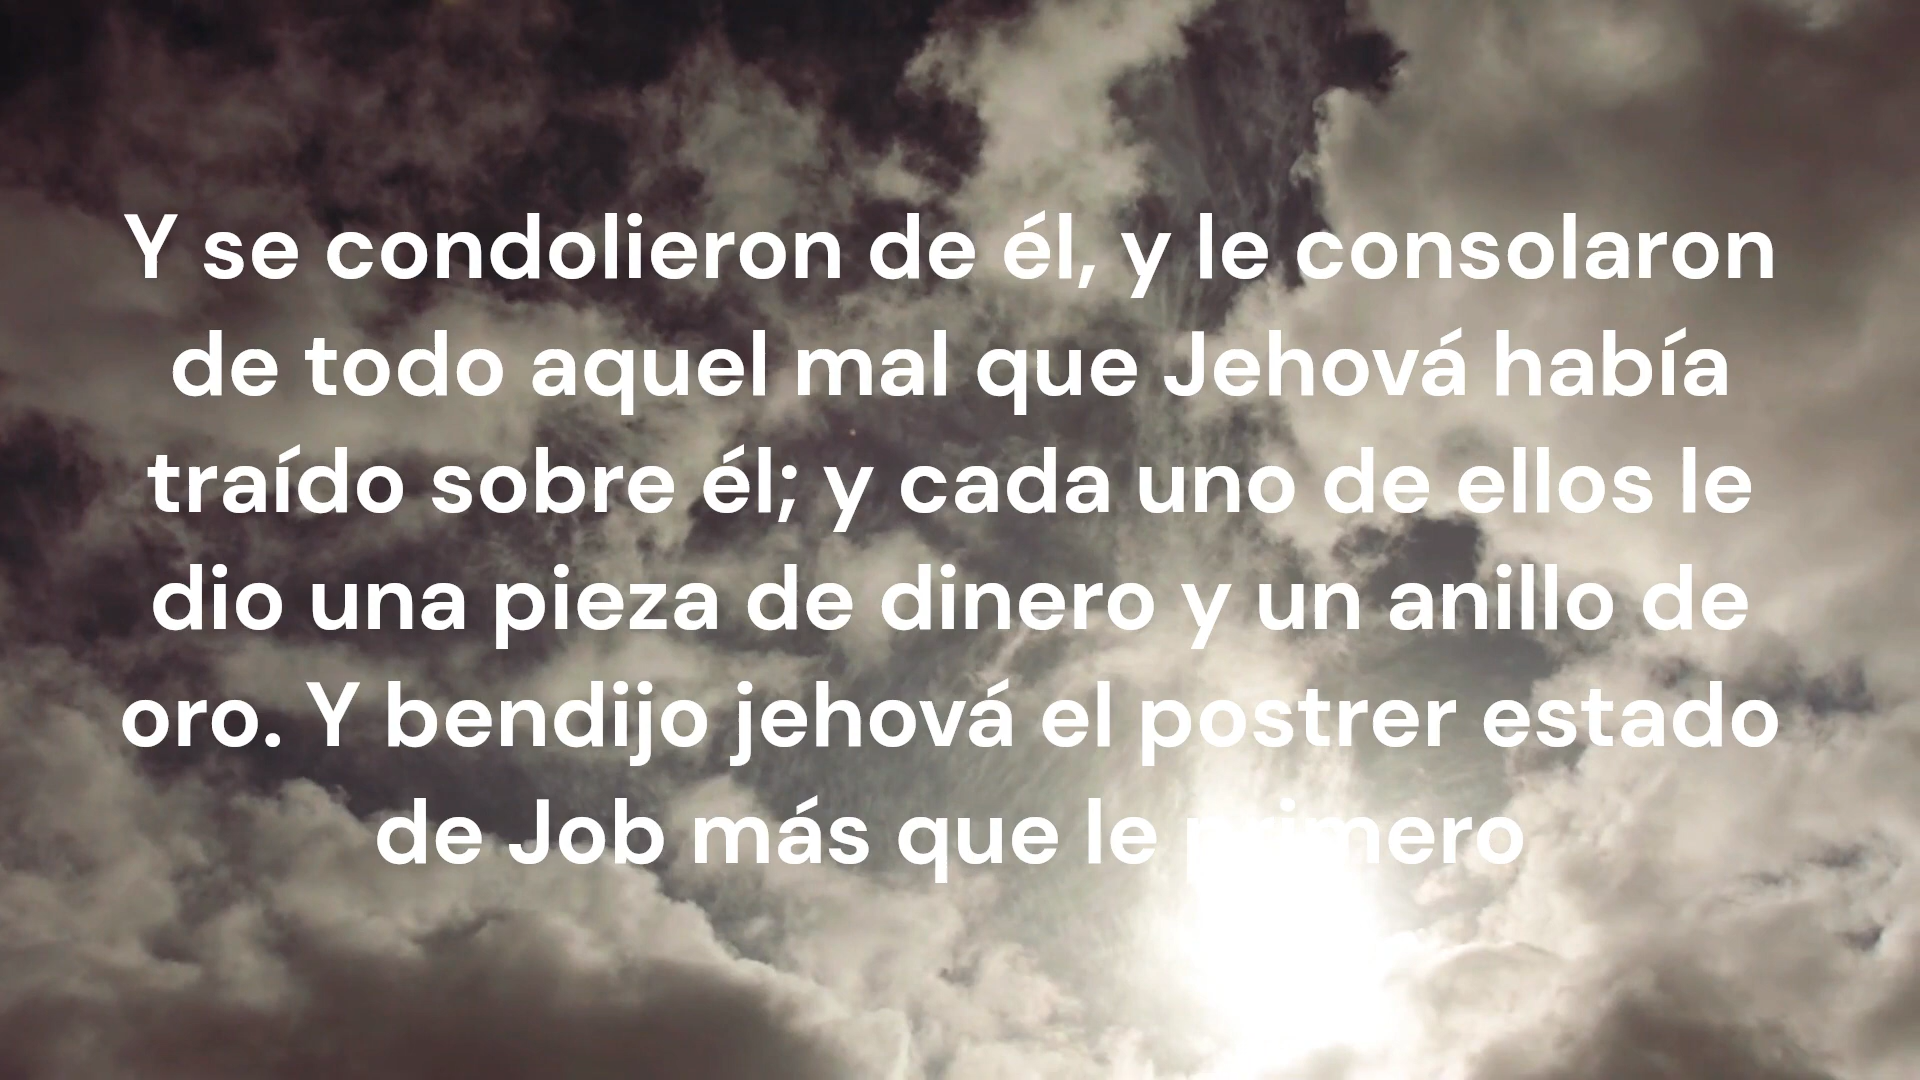 Y se condolieron de él, y le consolaron
de todo aquel mal que Jehová había
traído sobre él; y cada uno de ellos le
dio una pieza de dinero y un anillo de
oro. Y bendijo jehová el postrer estado
de Job más que le primero